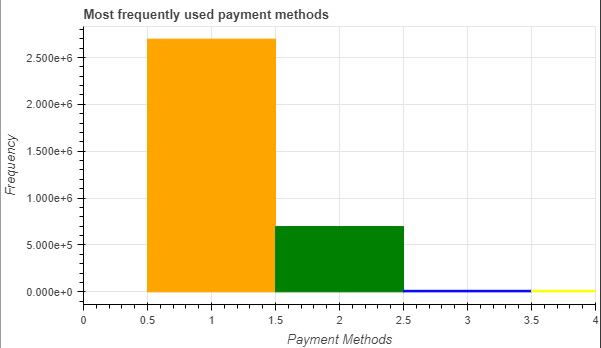 Most frequently used payment methods
2.500e+6
2.000e+6
1.500e+6
1.000e+6
5.000e+5
0.000e+0
Frequency
0 0.5 1 1.5 2 2.5 3 3.5 4
Payment Methods